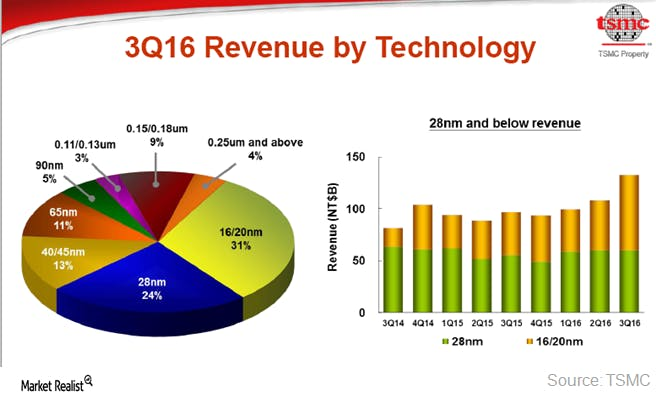 tsmc
TSMC Property
3Q16 Revenue by Technology
0.15/0.18um
9%
0.11/0.13um
3%
0.25um and above
4%
90nm
5%
65nm
11%
16/20nm
31%
40/45nm
13%
28nm
24%
28nm and below revenue
Revenue (NT$B)
150
100
50
0
3Q14 4Q14 1Q15 2Q15 3Q15 4Q15 1Q16 2Q16 3Q16
28nm 16/20nm
Market Realist
Source: TSMC